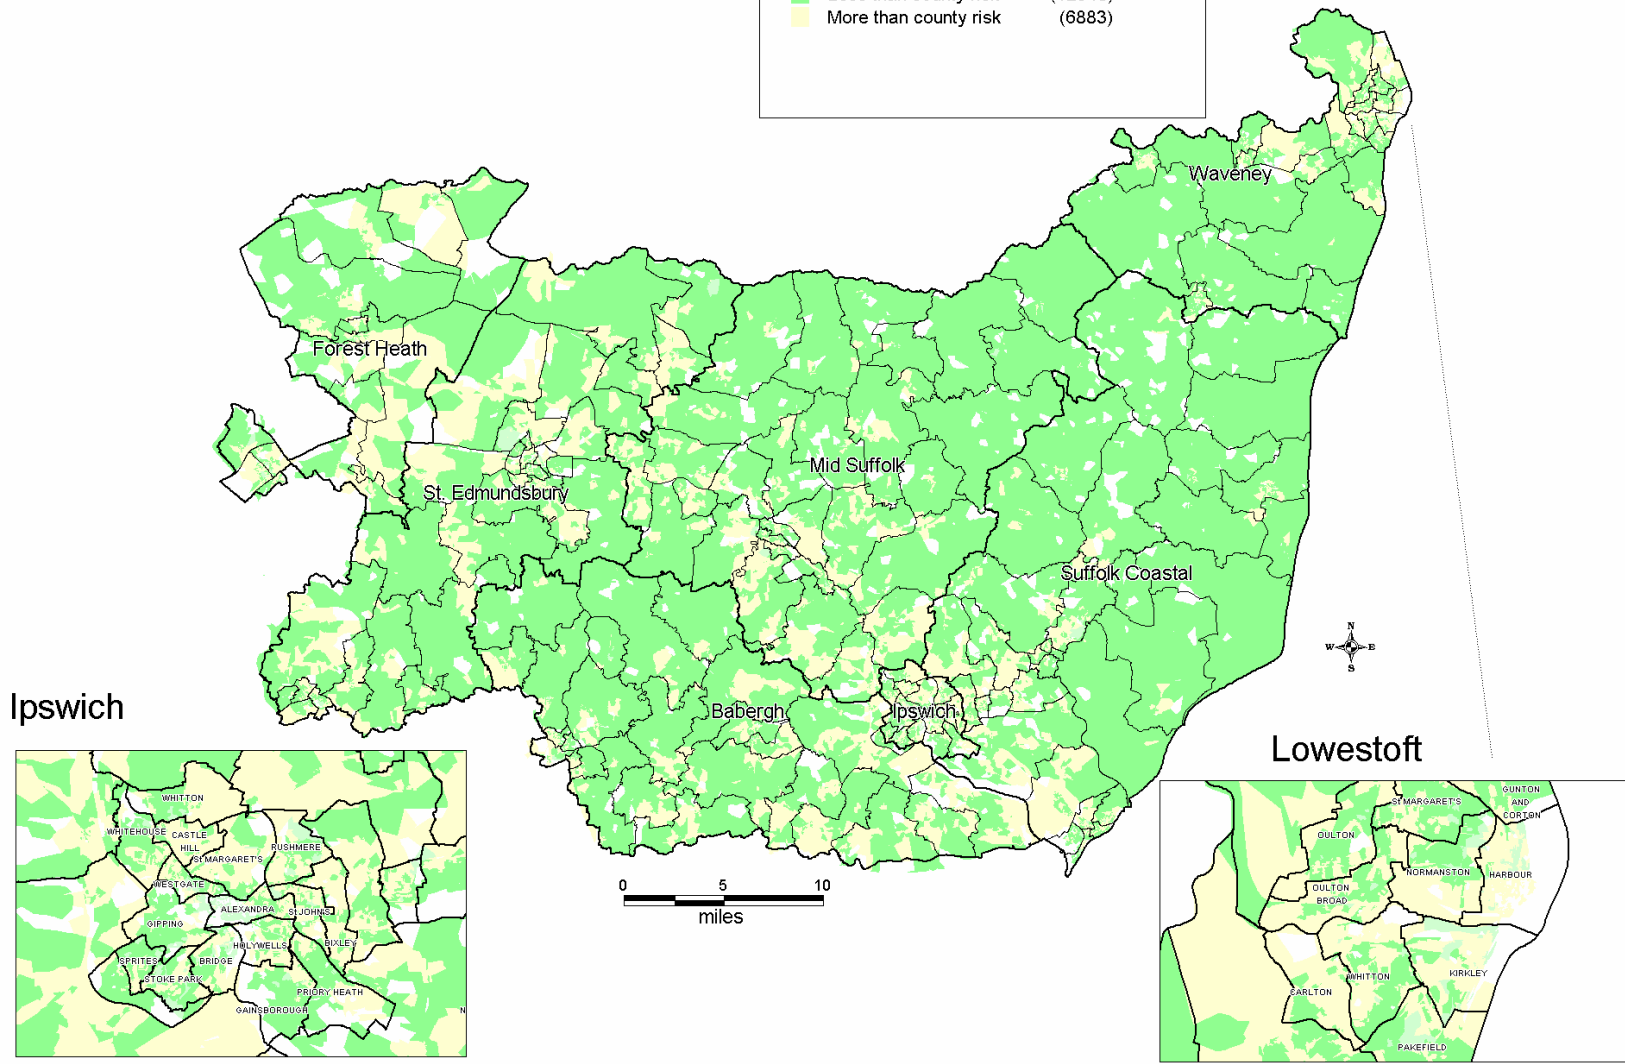 More than county risk (6883)
Waveney
Forest Heath
Mid Suffolk
St. Edmundsbury
Suffolk Coastal
N
W E
S
Babergh
Ipswich
0 5 10
miles
Ipswich
WHITTON
WHITEHOUSE
CASTLE
HILL
RUSHMERE
St MARGARET'S
WESTGATE
ALEXANDRA
St JOHNS
GIPPING
HOLYWELLS
BIXLEY
SPRITES
BRIDGE
STOKE PARK
PRIORY HEATH
GAINSBOROUGH
N
Lowestoft
GUNTON
AND
CORTON
St MARGARET'S
OULTON
NORMANSTON
HARBOUR
OULTON
BROAD
KIRKLEY
WHITTON
CARLTON
PAKEFIELD